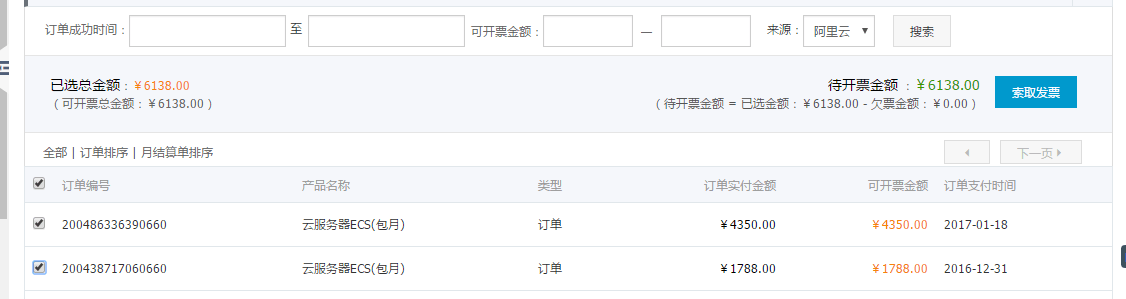 订单成功时间： 至 可开票金额： — 来源： 阿里云 搜索
已选总金额：¥6138.00 待开票金额：¥6138.00 索取发票
（可开票总金额：¥6138.00） （待开票金额 = 已选金额：¥6138.00 - 欠票金额：¥0.00）
全部 | 订单排序 | 月结算单排序 下一页
订单编号 产品名称 类型 订单实付金额 可开票金额 订单支付时间
200486336390660 云服务器ECS(包月) 订单 ¥4350.00 ¥4350.00 2017-01-18
200438717060660 云服务器ECS(包月) 订单 ¥1788.00 ¥1788.00 2016-12-31